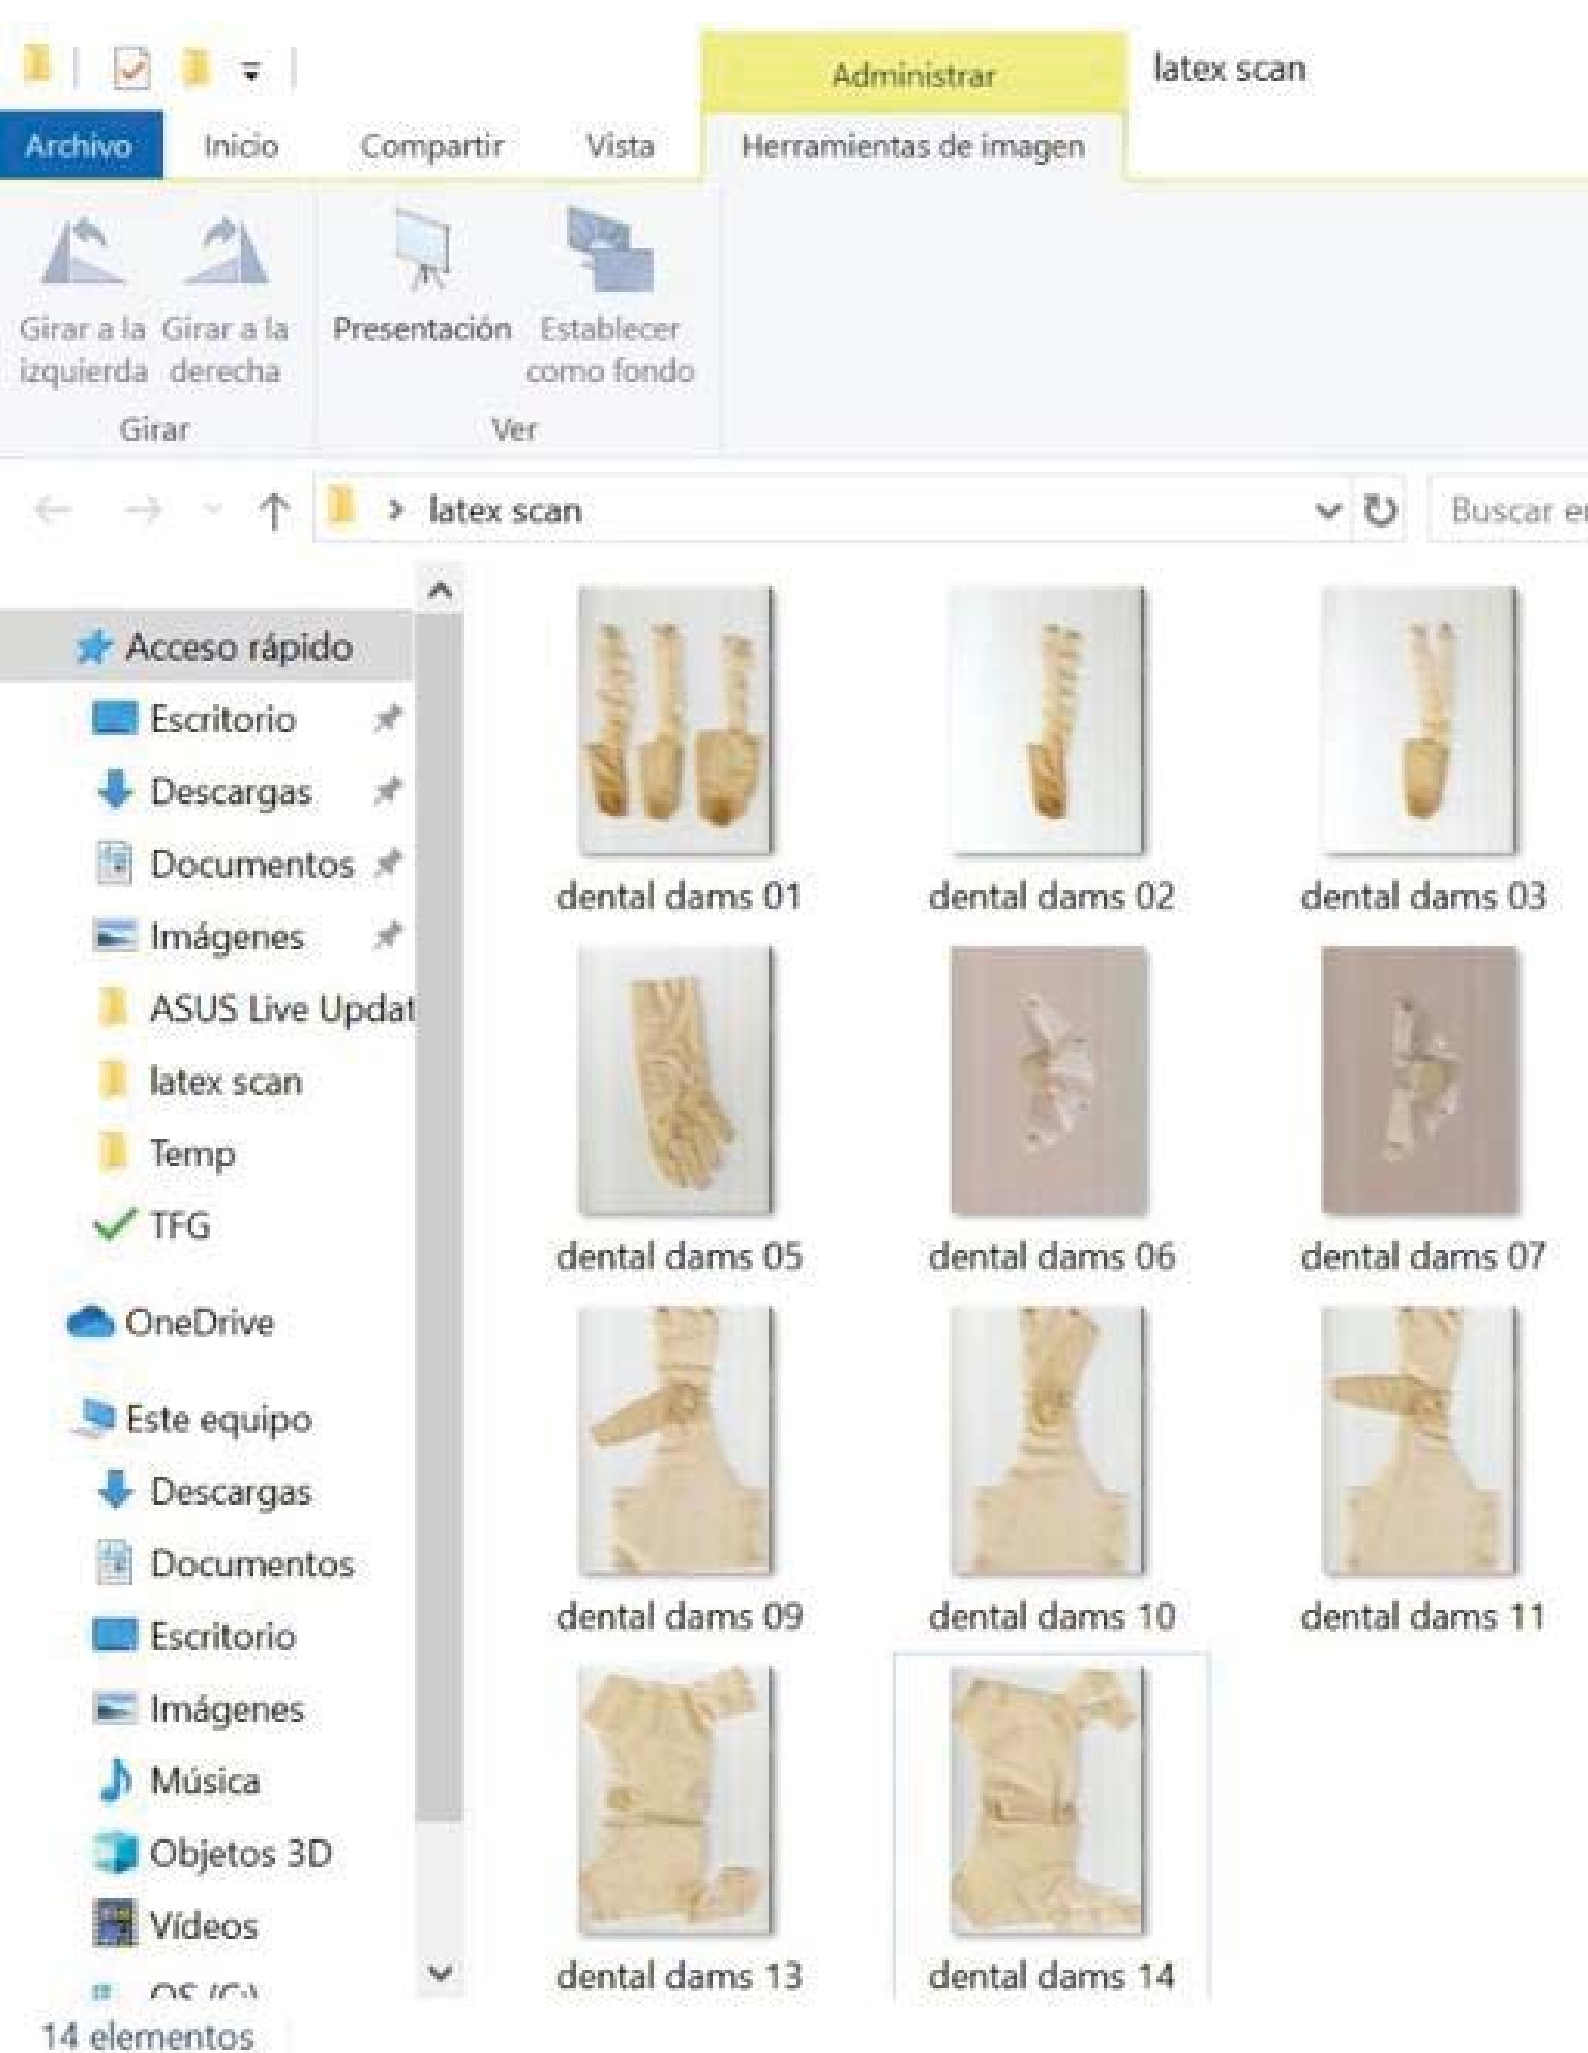 Administrar
latex scan
Archivo
Inicio
Compartir
Vista
Herramientas de imagen
Girar a la izquierda
Girar a la derecha
Presentación
Establecer como fondo
Girar
Ver
latex scan
Buscar
Acceso rápido
Escritorio
Descargas
Documentos
Imágenes
ASUS Live Updat
latex scan
Temp
TFG
OneDrive
Este equipo
Descargas
Documentos
Escritorio
Imágenes
Música
Objetos 3D
Vídeos
dental dams 01
dental dams 02
dental dams 03
dental dams 05
dental dams 06
dental dams 07
dental dams 09
dental dams 10
dental dams 11
dental dams 13
dental dams 14
14 elementos